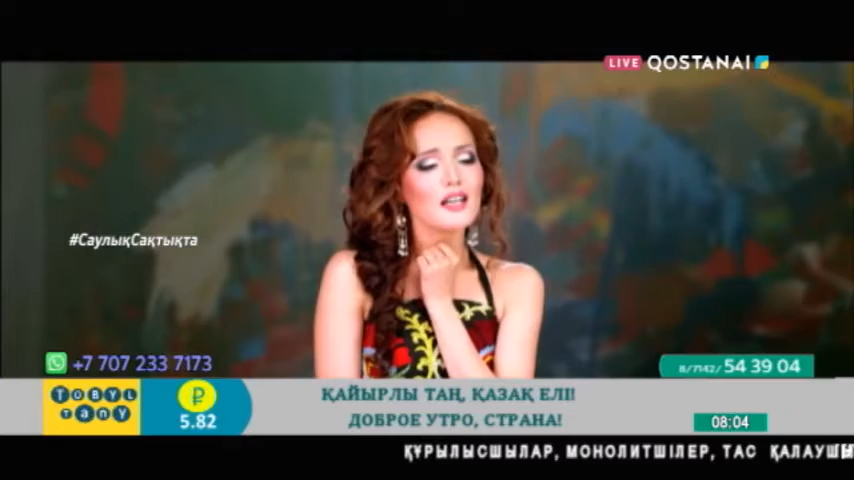 LIVE QOSTANAI
#СаулықСақтықта
+7 707 233 7173
8/7142/ 54 39 04
TOBYL TAŃY
₽
5.82
ҚАЙЫРЛЫ ТАҢ, ҚАЗАҚ ЕЛІ!
ДОБРОЕ УТРО, СТРАНА!
08:04
ҚҰРЫЛЫСШЫЛАР, МОНОЛИТШІЛЕР, ТАС ҚАЛАУШЫ